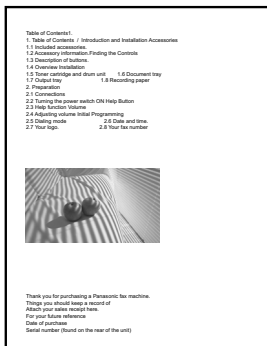 Table of Contents1.
1. Table of Contents / Introduction and Installation Accessories
1.1 Included accessories.
1.2 Accessory information.Finding the Controls
1.3 Description of buttons.
1.4 Overview Installation
1.5 Toner cartridge and drum unit 1.6 Document tray
1.7 Output tray 1.8 Recording paper
2. Preparation
2.1 Connections
2.2 Turning the power switch ON Help Button
2.3 Help function Volume
2.4 Adjusting volume Initial Programming
2.5 Dialing mode 2.6 Date and time.
2.7 Your logo. 2.8 Your fax number
Thank you for purchasing a Panasonic fax machine.
Things you should keep a record of
Attach your sales receipt here.
For your future reference
Date of purchase
Serial number (found on the rear of the unit)